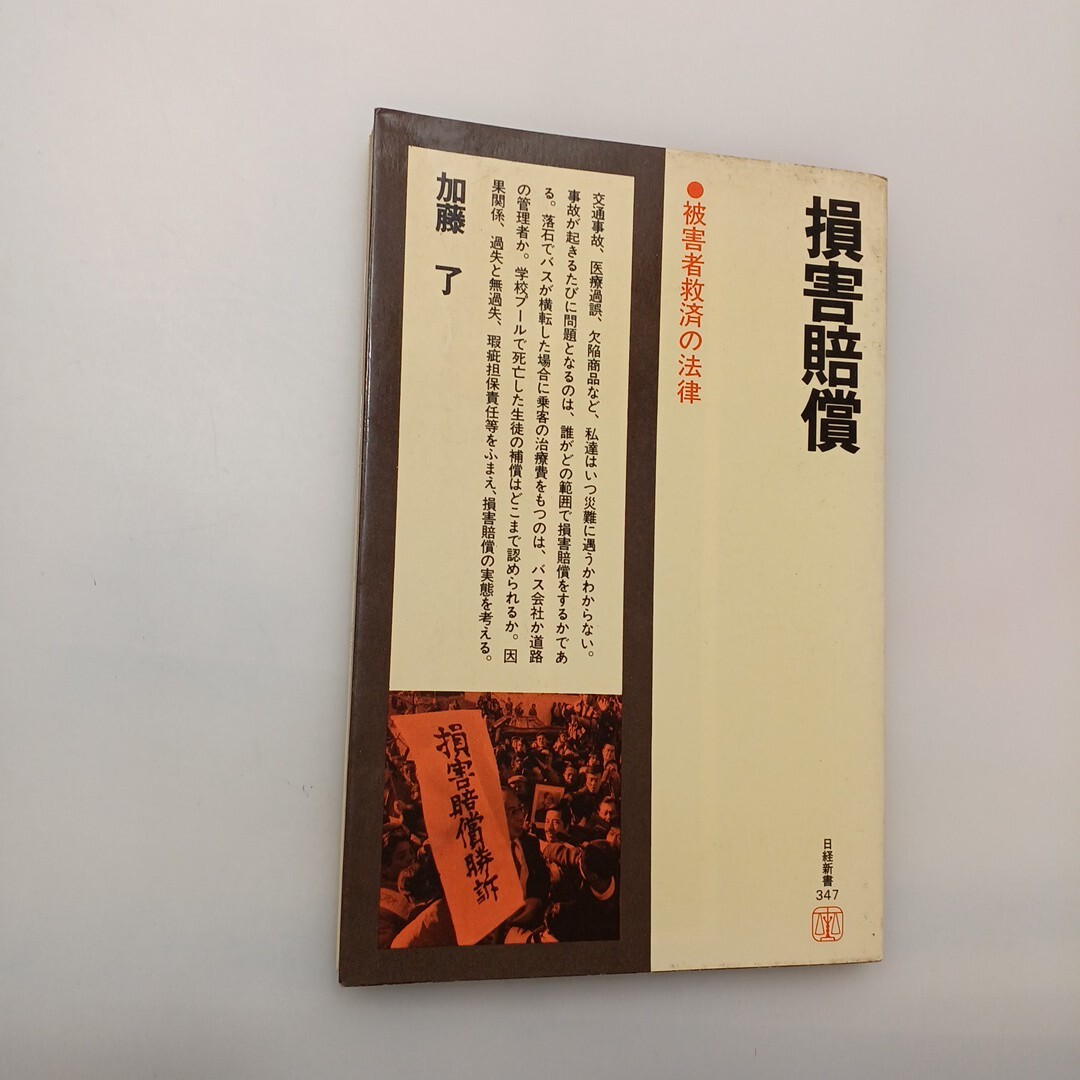 損害賠償
●被害者救済の法律
交通事故、医療過誤、欠陥商品など、私達はいつ災難に遇うかわからない。
事故が起きるたびに問題となるのは、誰がどの範囲で損害賠償をするかであ
る。落石でバスが横転した場合に乗客の治療費をもつのは、バス会社か道路
の管理者か。学校プールで死亡した生徒の補償はどこまで認められるか。因
果関係、過失と無過失、瑕疵担保責任等をふまえ、損害賠償の実態を考える。
加藤 了
損害賠償勝訴
日経新書
347